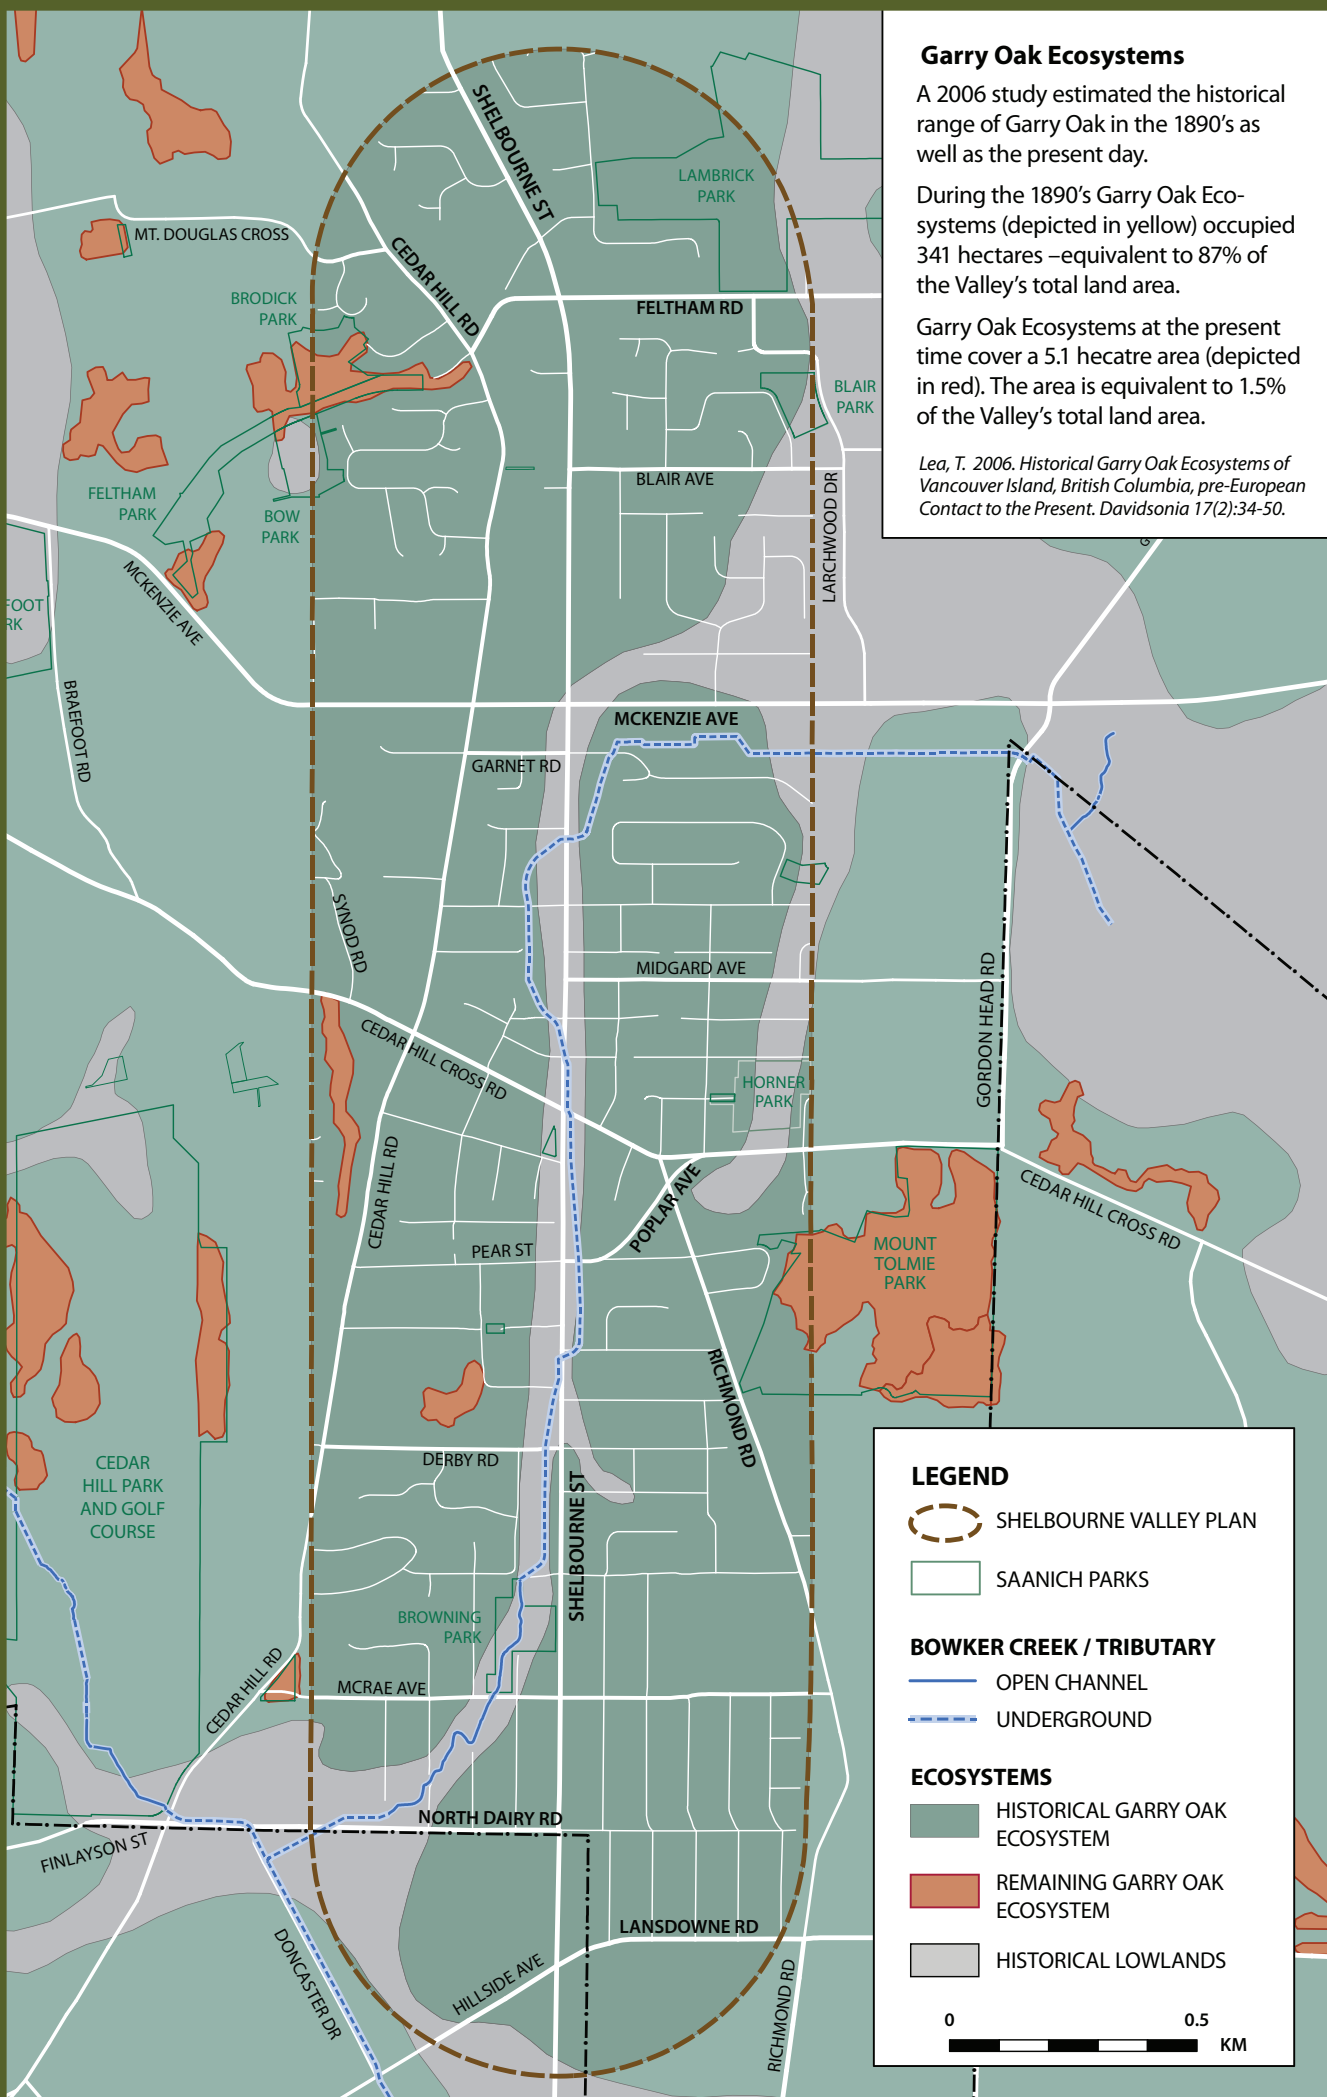 Garry Oak Ecosystems
A 2006 study estimated the historical
range of Garry Oak in the 1890's as
well as the present day.
During the 1890's Garry Oak Eco-
systems (depicted in yellow) occupied
341 hectares –equivalent to 87% of
the Valley's total land area.
Garry Oak Ecosystems at the present
time cover a 5.1 hecatre area (depicted
in red). The area is equivalent to 1.5%
of the Valley's total land area.
Lea, T. 2006. Historical Garry Oak Ecosystems of
Vancouver Island, British Columbia, pre-European
Contact to the Present. Davidsonia 17(2):34-50.
SHELBOURNE ST
LAMBRICK
PARK
MT. DOUGLAS CROSS
CEDAR HILL RD
BRODICK
PARK
FELTHAM RD
BLAIR
PARK
BLAIR AVE
LARCHWOOD DR
FELTHAM
PARK
BOW
PARK
MCKENZIE AVE
FOOT
RK
BRAEFOOT RD
MCKENZIE AVE
GARNET RD
SYNOD RD
MIDGARD AVE
GORDON HEAD RD
CEDAR HILL CROSS RD
HORNER
PARK
CEDAR HILL RD
POPLAR AVE
CEDAR HILL CROSS RD
PEAR ST
MOUNT
TOLMIE
PARK
RICHMOND RD
DERBY RD
CEDAR
HILL PARK
AND GOLF
COURSE
SHELBOURNE ST
BROWNING
PARK
CEDAR HILL RD
MCRAE AVE
NORTH DAIRY RD
FINLAYSON ST
LANSDOWNE RD
DONCASTER DR
HILLSIDE AVE
RICHMOND RD
LEGEND
SHELBOURNE VALLEY PLAN
SAANICH PARKS
BOWKER CREEK / TRIBUTARY
OPEN CHANNEL
UNDERGROUND
ECOSYSTEMS
HISTORICAL GARRY OAK
ECOSYSTEM
REMAINING GARRY OAK
ECOSYSTEM
HISTORICAL LOWLANDS
0 0.5
KM